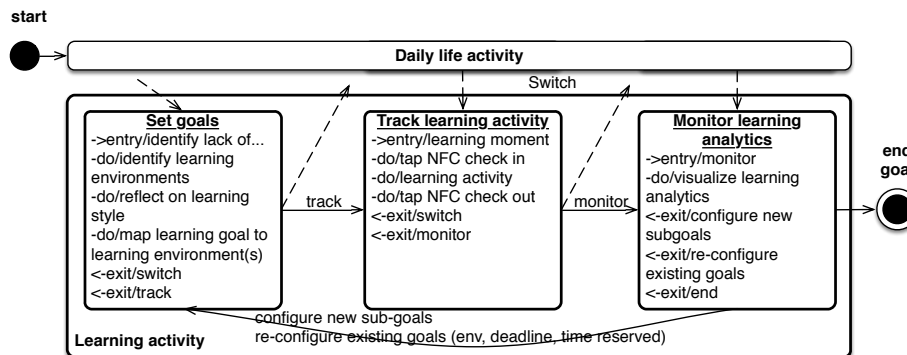 start
Daily life activity
Switch
Set goals
->entry/identify lack of...
-do/identify learning
environments
-do/reflect on learning
style
-do/map learning goal to
learning environment(s)
<-exit/switch
<-exit/track
track
Track learning activity
->entry/learning moment
-do/tap NFC check in
-do/learning activity
-do/tap NFC check out
<-exit/switch
<-exit/monitor
monitor
Monitor learning
analytics
->entry/monitor
-do/visualize learning
analytics
<-exit/configure new
subgoals
<-exit/re-configure
existing goals
<-exit/end
end
goa
configure new sub-goals
re-configure existing goals (env, deadline, time reserved)
Learning activity